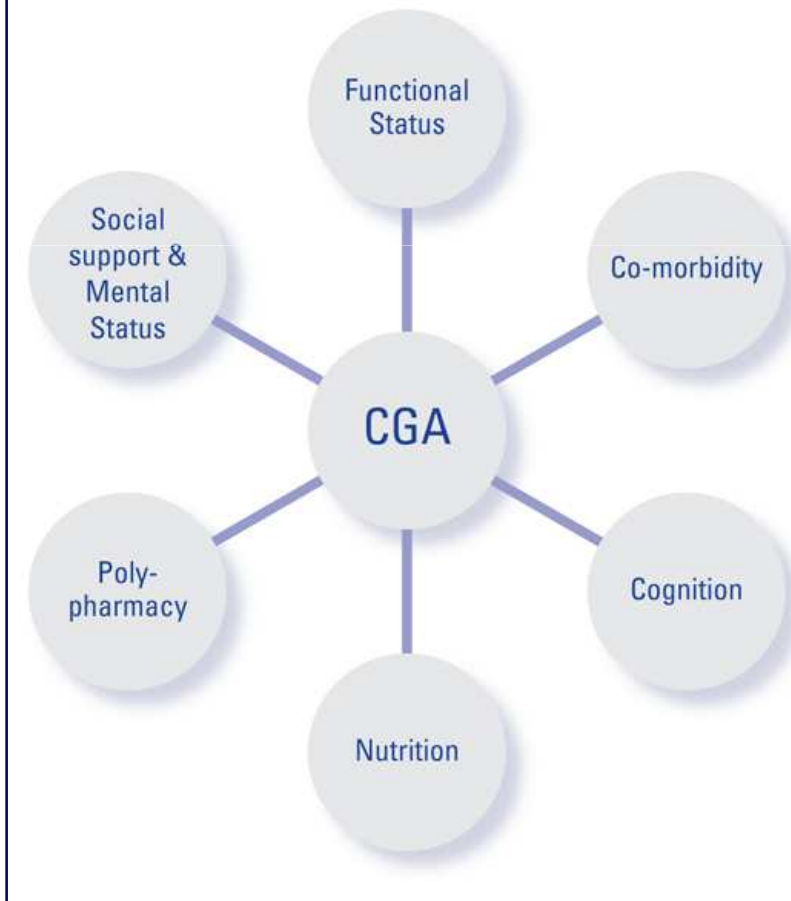 Functional
Status
Social
support &
Mental
Status
Co-morbidity
CGA
Poly-
pharmacy
Cognition
Nutrition